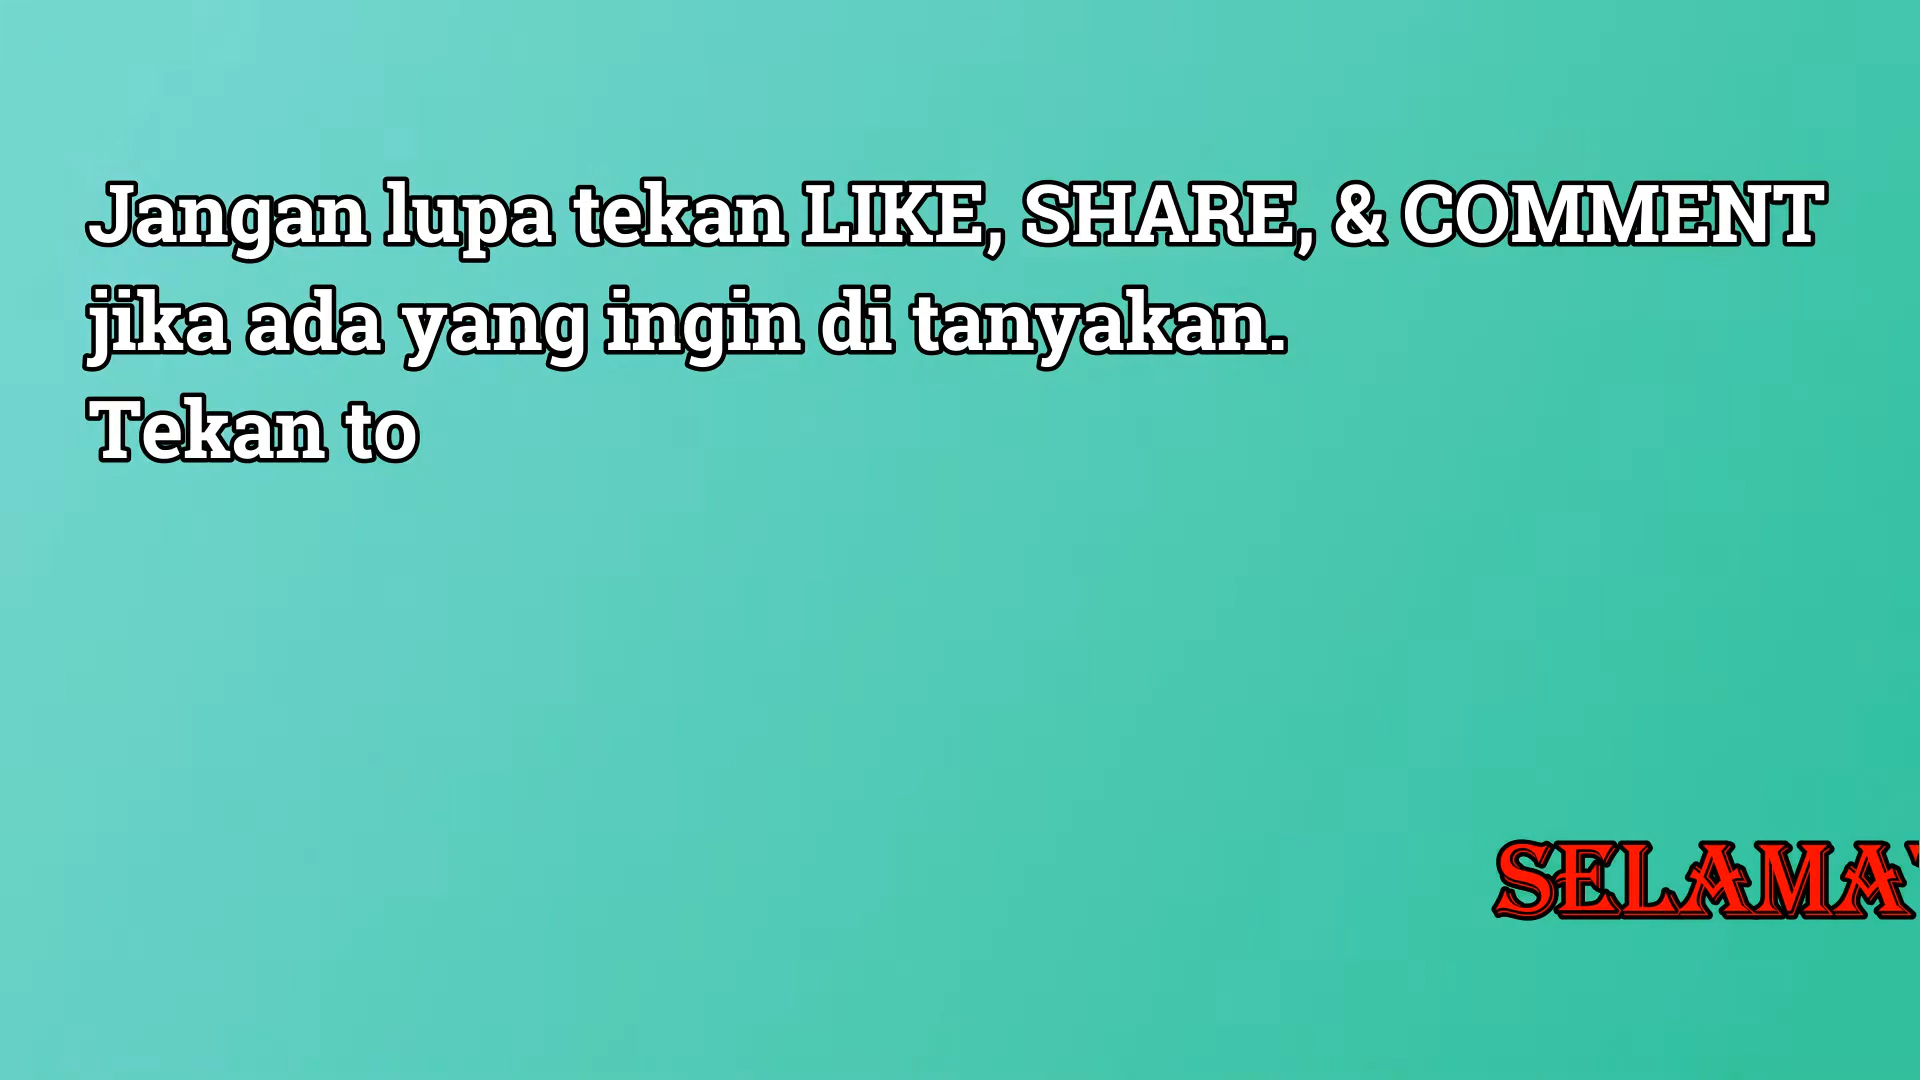 Jangan lupa tekan LIKE, SHARE, & COMMENT
jika ada yang ingin di tanyakan.
Tekan to
SELAMA